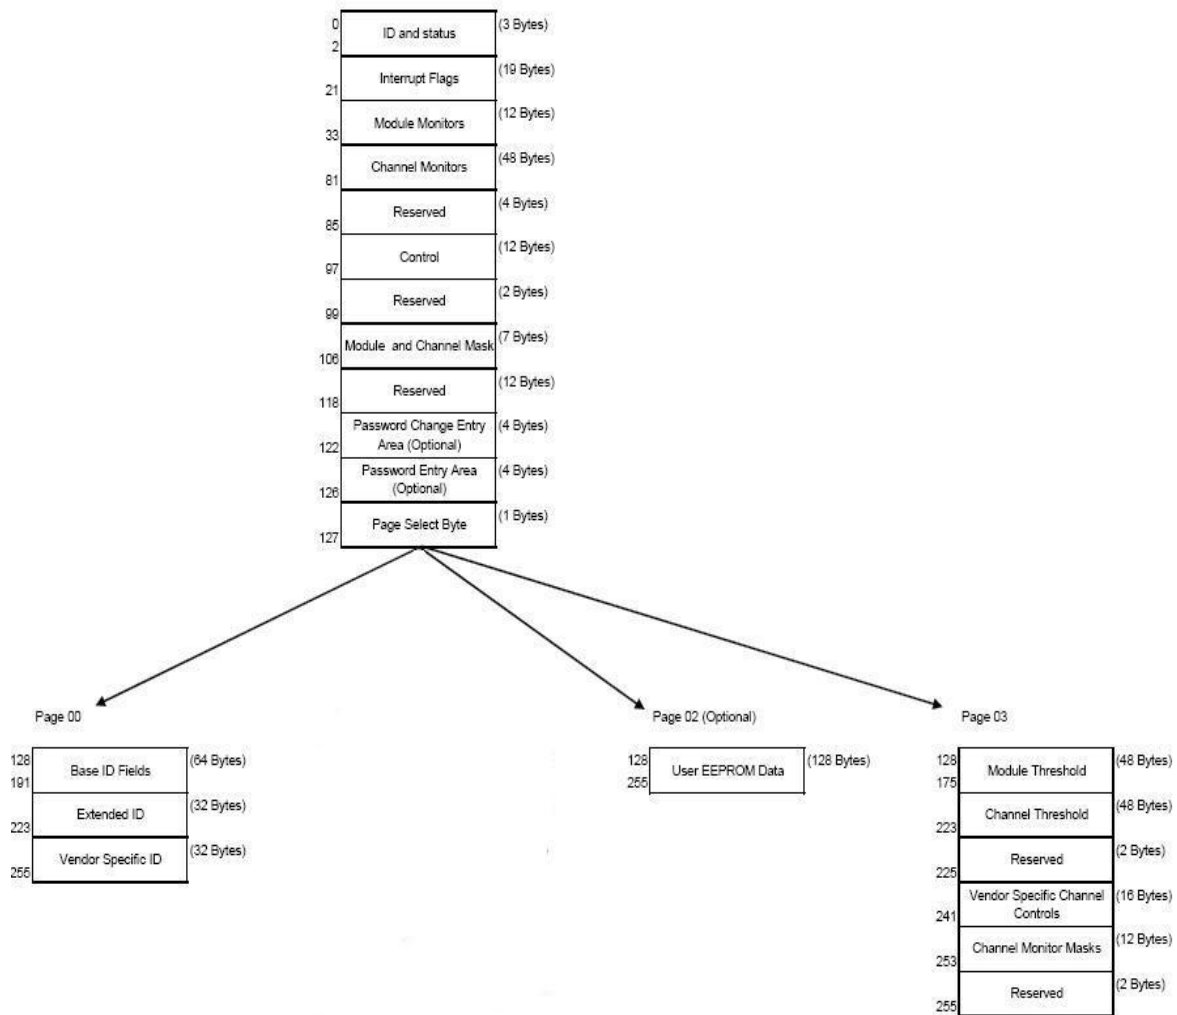 0
ID and status
(3 Bytes)
2
Interrupt Flags
(19 Bytes)
21
Module Monitors
(12 Bytes)
33
Channel Monitors
(48 Bytes)
81
Reserved
(4 Bytes)
85
Control
(12 Bytes)
97
Reserved
(2 Bytes)
99
Module and Channel Mask
(7 Bytes)
106
Reserved
(12 Bytes)
118
Password Change Entry
Area (Optional)
(4 Bytes)
122
Password Entry Area
(Optional)
(4 Bytes)
126
Page Select Byte
(1 Bytes)
127
Page 00
128
Base ID Fields
(64 Bytes)
191
Extended ID
(32 Bytes)
223
Vendor Specific ID
(32 Bytes)
255
Page 02 (Optional)
128
User EEPROM Data
(128 Bytes)
255
Page 03
128
Module Threshold
(48 Bytes)
175
Channel Threshold
(48 Bytes)
223
Reserved
(2 Bytes)
225
Vendor Specific Channel
Controls
(16 Bytes)
241
Channel Monitor Masks
(12 Bytes)
253
Reserved
(2 Bytes)
255